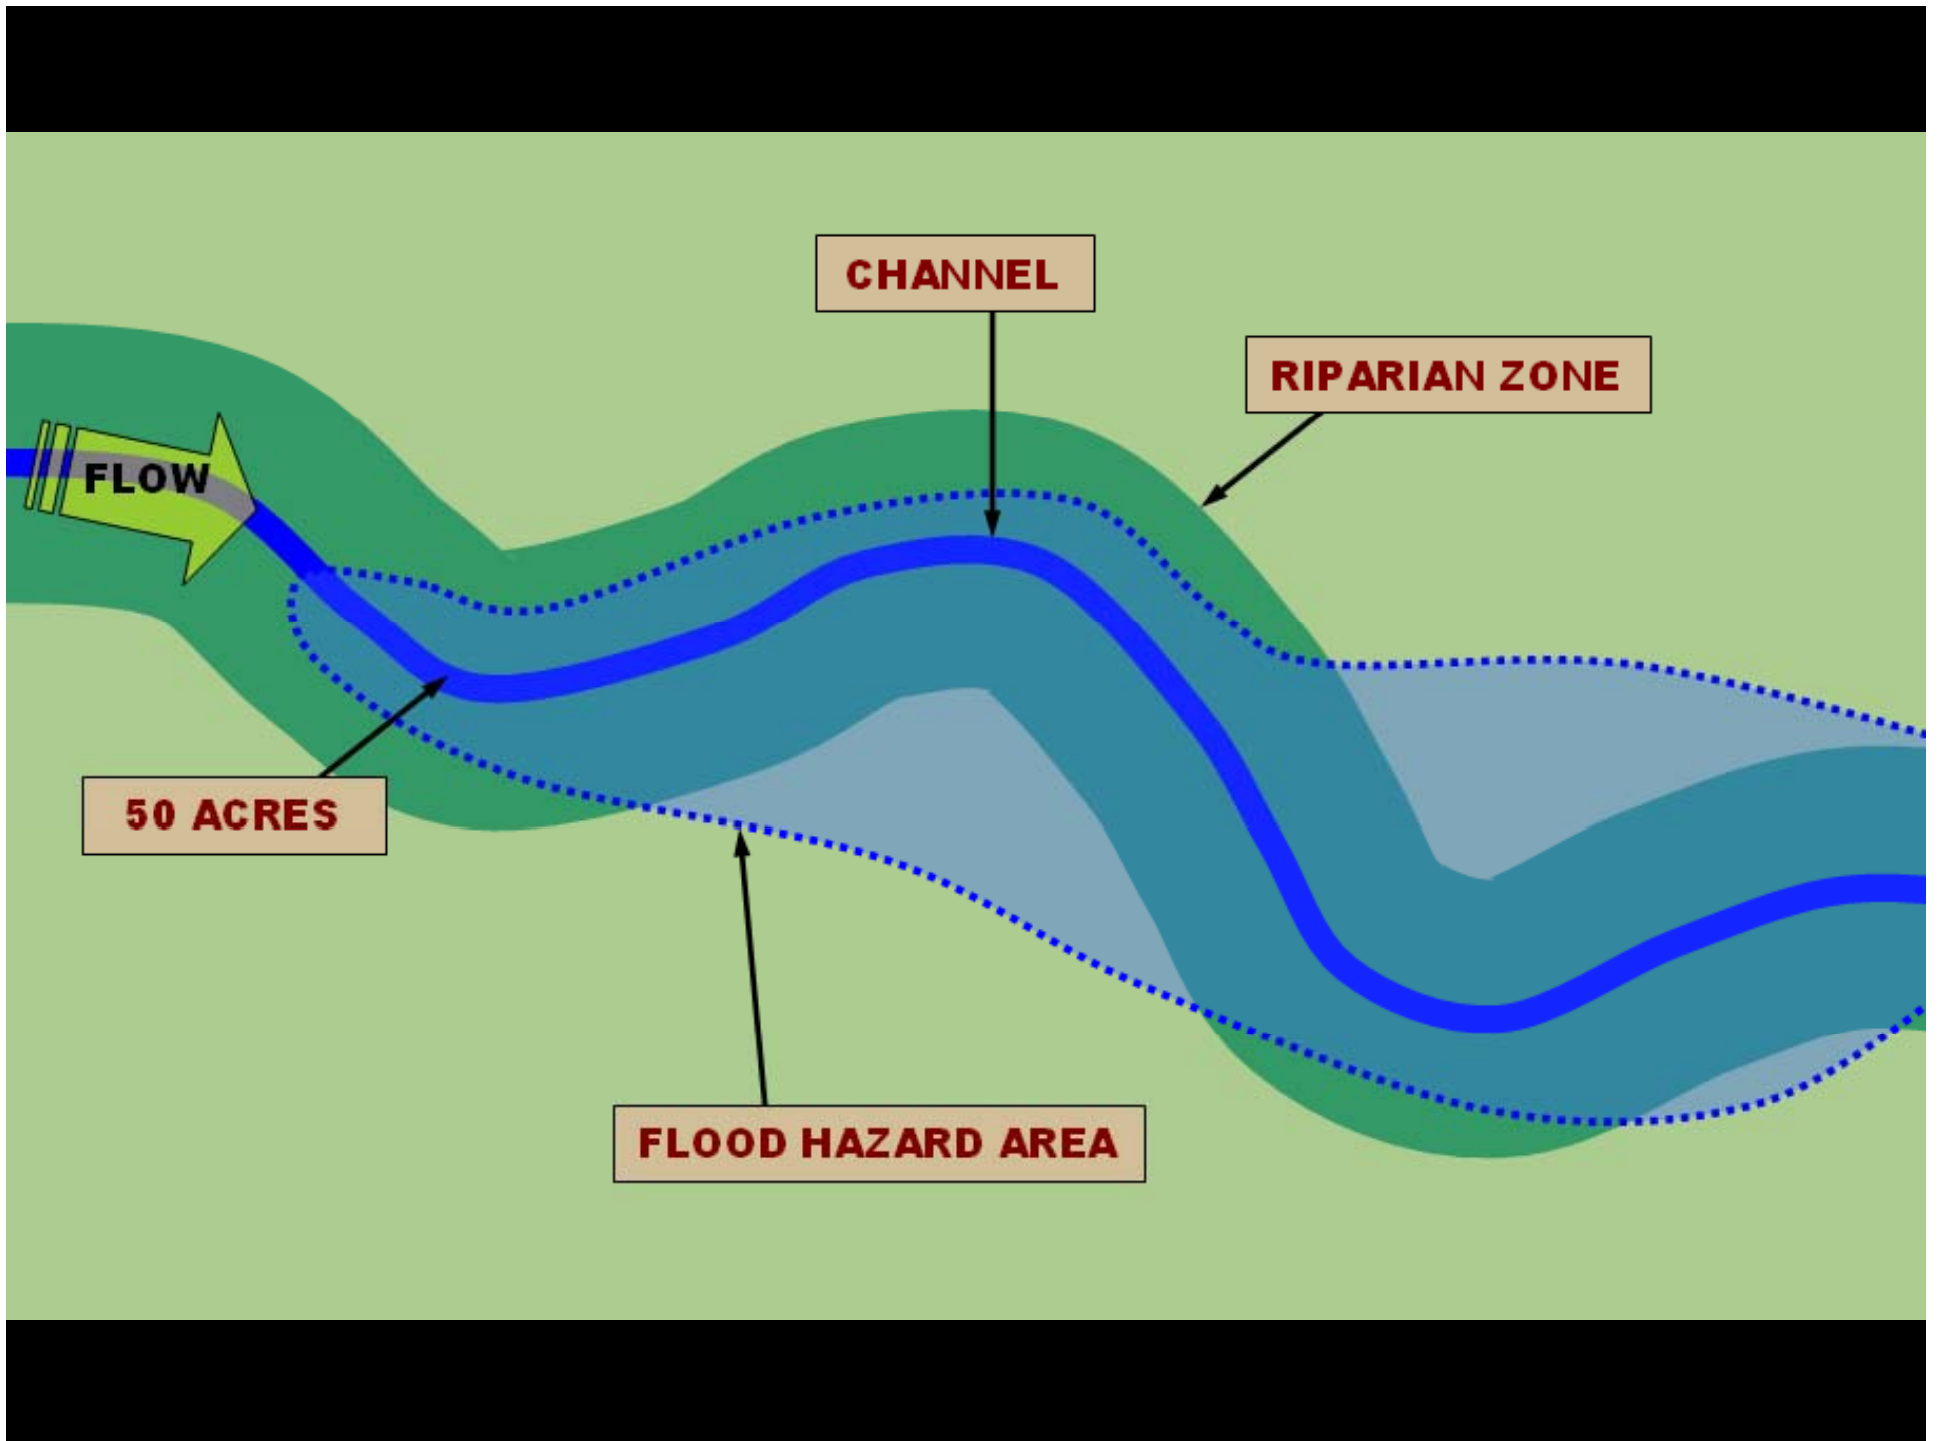 CHANNEL
RIPARIAN ZONE
FLOW
50 ACRES
FLOOD HAZARD AREA